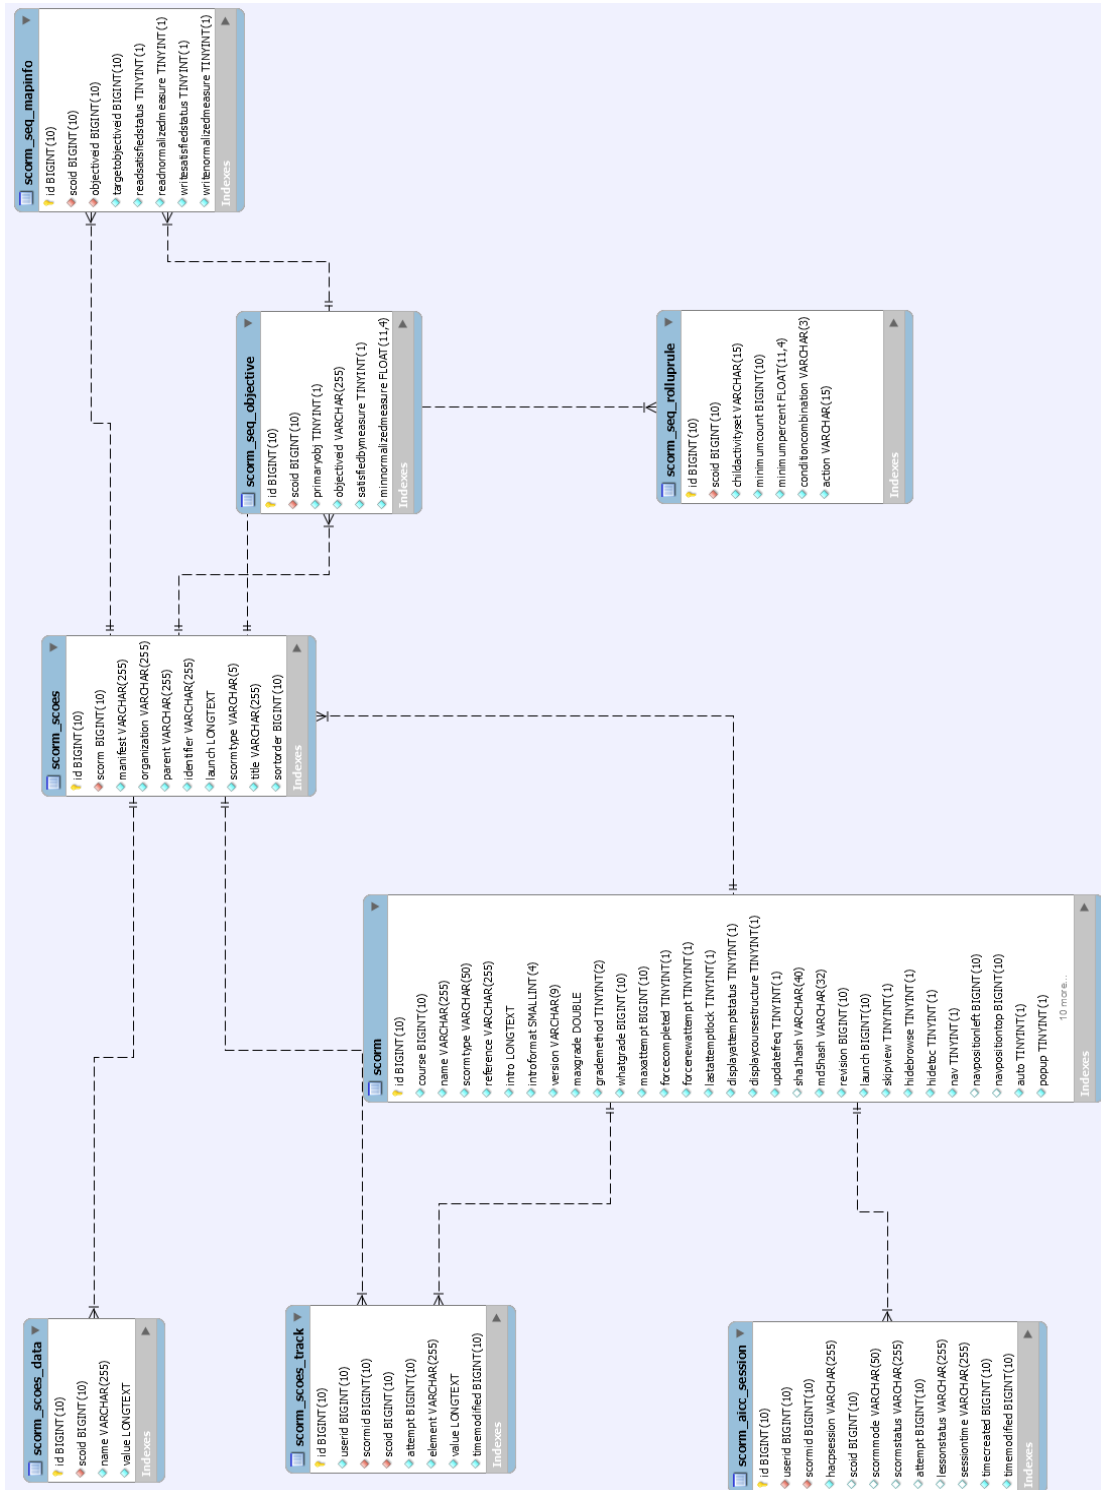 scorm_seq_mapinfo
id BIGINT(10)
scoid BIGINT(10)
objectiveid BIGINT(10)
targetobjectiveid BIGINT(10)
readsatisfiedstatus TINYINT(1)
readnormalizedmeasure TINYINT(1)
writesatisfiedstatus TINYINT(1)
writenormalizedmeasure TINYINT(1)
Indexes
scorm_seq_objective
id BIGINT(10)
scoid BIGINT(10)
primaryobj TINYINT(1)
objectiveid VARCHAR(255)
satisfiedbymeasure TINYINT(1)
minnormalizedmeasure FLOAT(11,4)
Indexes
scorm_seq_rolluprule
id BIGINT(10)
scoid BIGINT(10)
childactivityset VARCHAR(15)
minimumcount BIGINT(10)
minimumpercent FLOAT(11,4)
conditioncombination VARCHAR(3)
action VARCHAR(15)
Indexes
scorm_scoes
id BIGINT(10)
scorm BIGINT(10)
manifest VARCHAR(255)
organization VARCHAR(255)
parent VARCHAR(255)
identifier VARCHAR(255)
launch LONGTEXT
scormtype VARCHAR(5)
title VARCHAR(255)
sortorder BIGINT(10)
Indexes
scorm
id BIGINT(10)
course BIGINT(10)
name VARCHAR(255)
scormtype VARCHAR(50)
reference VARCHAR(255)
intro LONGTEXT
introformat SMALLINT(4)
version VARCHAR(9)
maxgrade DOUBLE
grademethod TINYINT(2)
whatgrade BIGINT(10)
maxattempt BIGINT(10)
forcecompleted TINYINT(1)
forcenewattempt TINYINT(1)
lastattemptlock TINYINT(1)
displayattemptstatus TINYINT(1)
displaycoursestructure TINYINT(1)
updatefreq TINYINT(1)
sha1hash VARCHAR(40)
md5hash VARCHAR(32)
revision BIGINT(10)
launch BIGINT(10)
skipview TINYINT(1)
hidebrowse TINYINT(1)
hidetoc TINYINT(1)
nav TINYINT(1)
navpositionleft BIGINT(10)
navpositiontop BIGINT(10)
auto TINYINT(1)
popup TINYINT(1)
10 more...
Indexes
scorm_scoes_data
id BIGINT(10)
scoid BIGINT(10)
name VARCHAR(255)
value LONGTEXT
Indexes
scorm_scoes_track
id BIGINT(10)
userid BIGINT(10)
scormid BIGINT(10)
scoid BIGINT(10)
attempt BIGINT(10)
element VARCHAR(255)
value LONGTEXT
timemodified BIGINT(10)
Indexes
scorm_aicc_session
id BIGINT(10)
userid BIGINT(10)
scormid BIGINT(10)
hacpsession VARCHAR(255)
scoid BIGINT(10)
scormmode VARCHAR(50)
scormstatus VARCHAR(255)
attempt BIGINT(10)
lessonstatus VARCHAR(255)
sessiontime VARCHAR(255)
timecreated BIGINT(10)
timemodified BIGINT(10)
Indexes